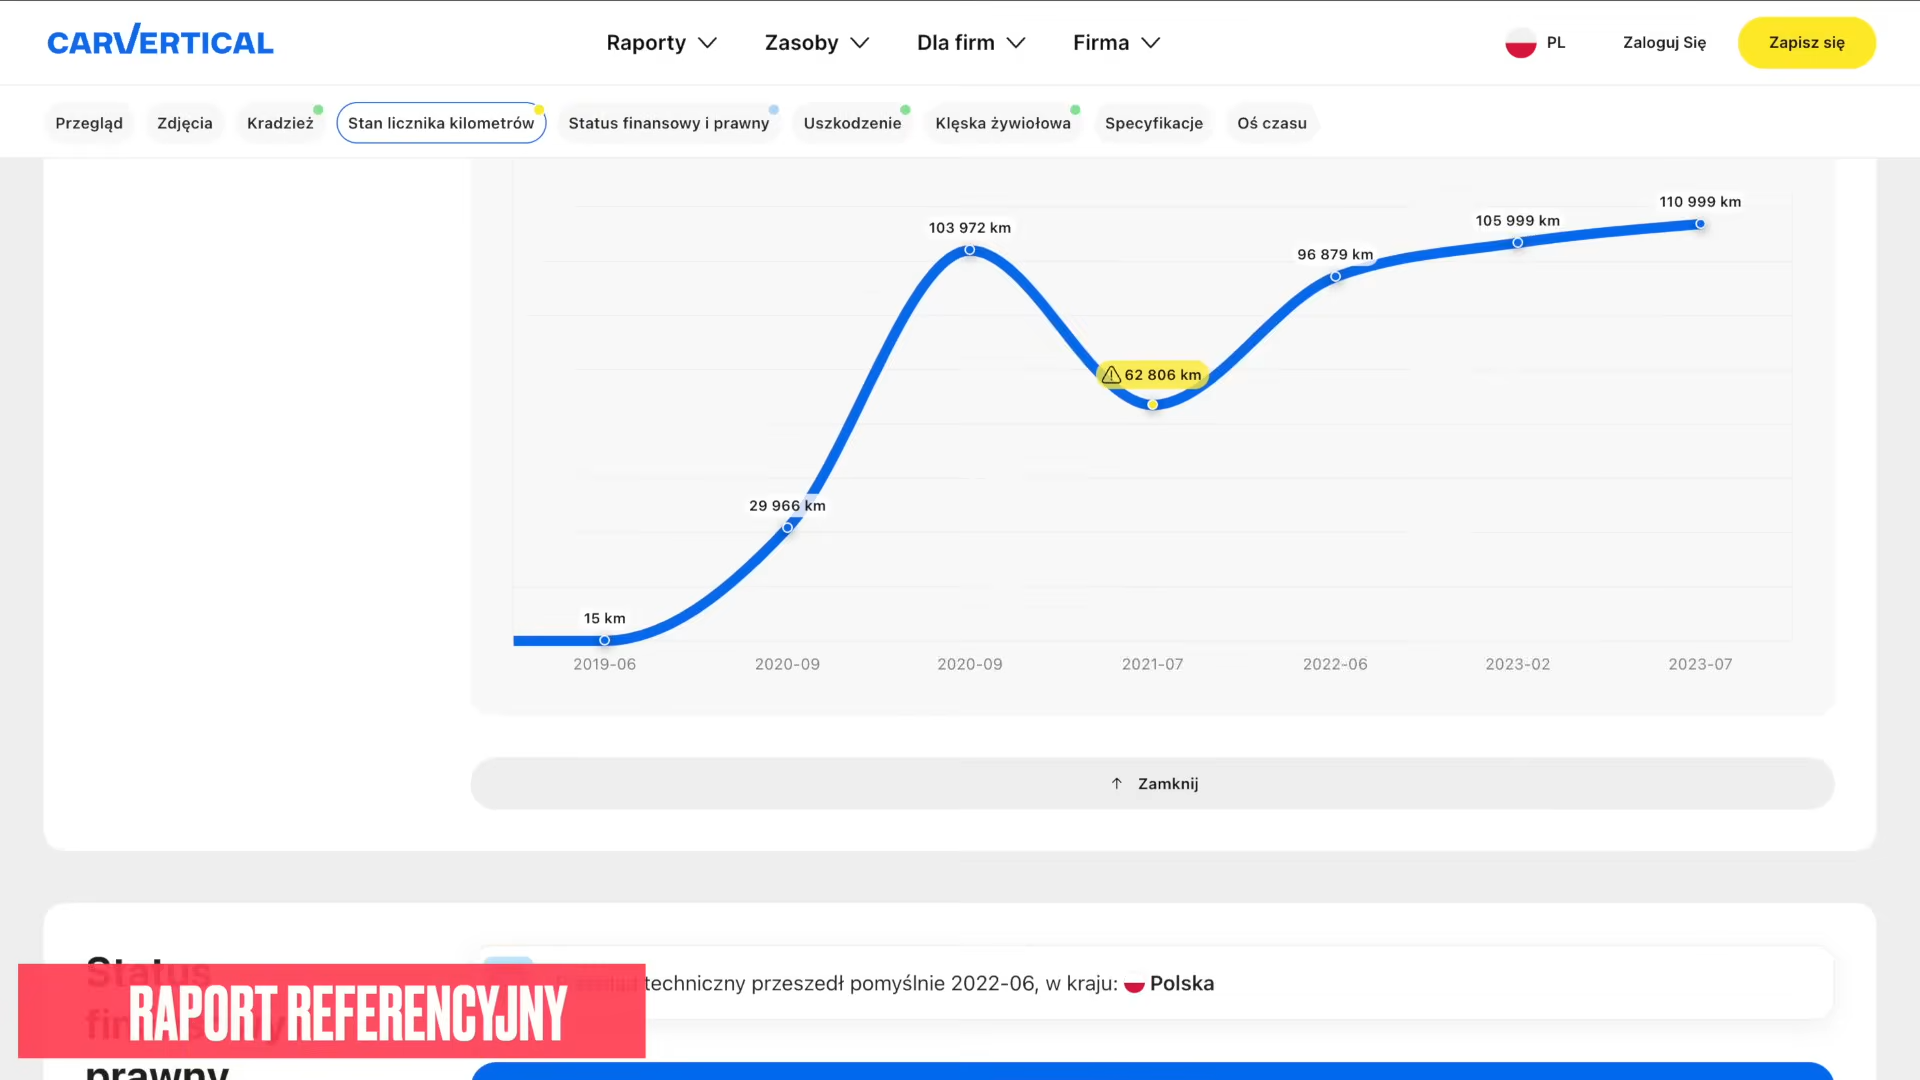 CARVERTICAL
Raporty
Zasoby
Dla firm
Firma
PL
Zaloguj Się
Zapisz się
Przegląd
Zdjęcia
Kradzież
Stan licznika kilometrów
Status finansowy i prawny
Uszkodzenie
Klęska żywiołowa
Specyfikacje
Oś czasu
110 999 km
105 999 km
103 972 km
96 879 km
62 806 km
29 966 km
15 km
2019-06
2020-09
2020-09
2021-07
2022-06
2023-02
2023-07
Zamknij
Status
prawny
techniczny przeszedł pomyślnie 2022-06, w kraju: Polska
RAPORT REFERENCYJNY